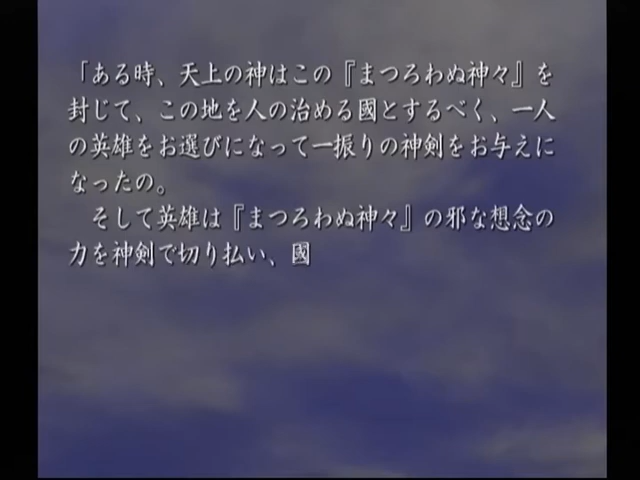 「ある時、天上の神はこの『まつろわぬ神々』を
封じて、この地を人の治める國とするべく、一人
の英雄をお選びになって一振りの神剣をお与えに
なったの。
　そして英雄は『まつろわぬ神々』の邪な想念の
力を神剣で切り払い、國